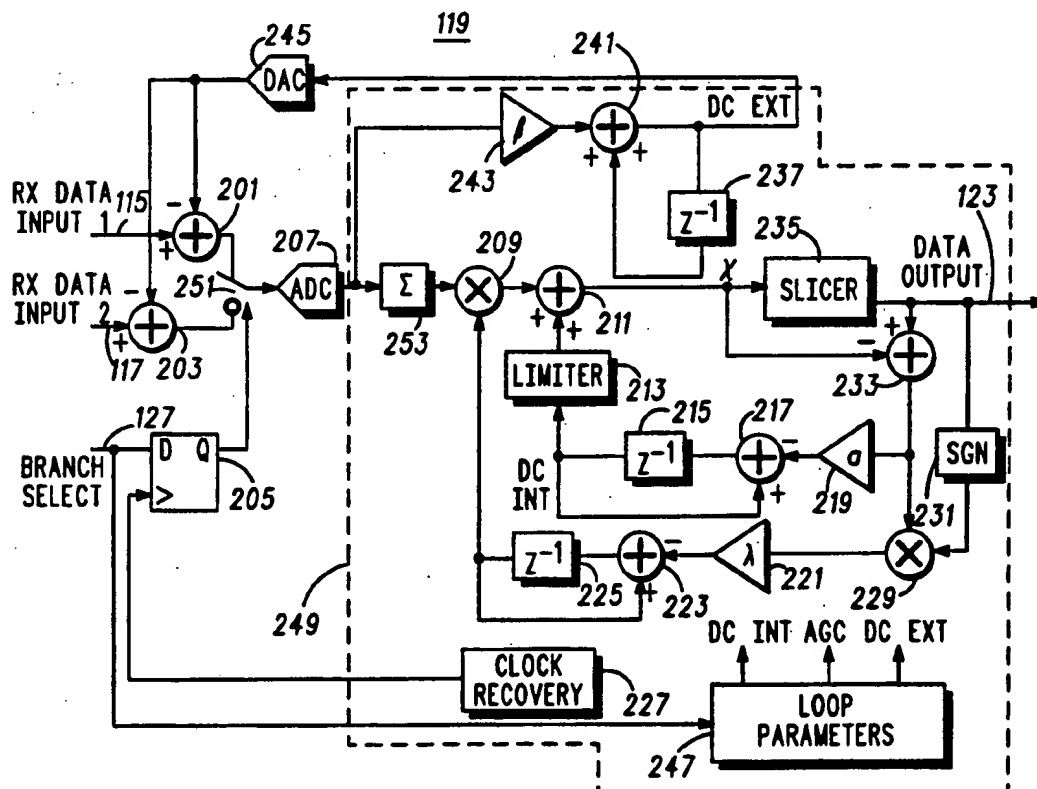 119
245
241
DAC
DC EXT
243
237
Z-1
RX DATA
INPUT 1
115
201
207
209
235
X
SLICER
DATA
OUTPUT
123
RX DATA
INPUT 2
251
117
203
ADC
Σ
253
211
LIMITER
213
233
215
217
Z-1
DC
INT
a
219
SGN
231
127
BRANCH
SELECT
D Q
>
205
Z-1
225
223
λ
221
229
249
CLOCK
RECOVERY
227
DC INT AGC DC EXT
LOOP
PARAMETERS
247